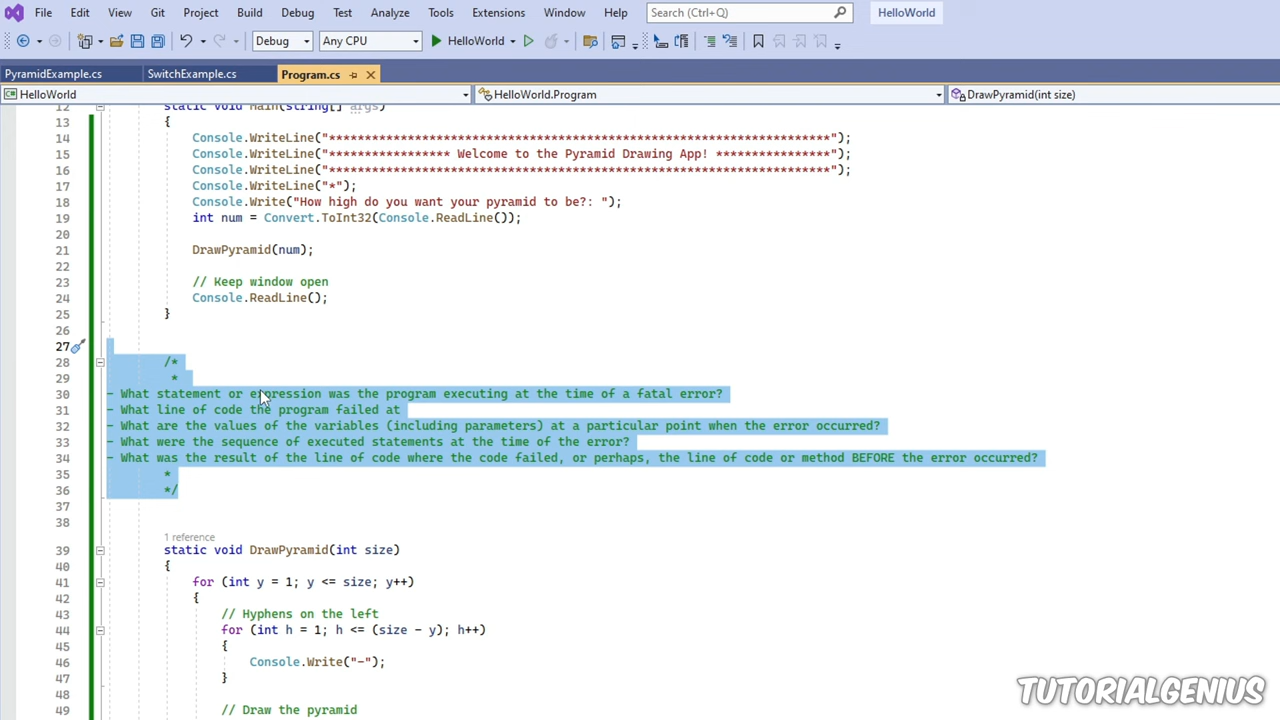 File Edit View Git Project Build Debug Test Analyze Tools Extensions Window Help Search (Ctrl+Q) HelloWorld
Debug Any CPU HelloWorld
PyramidExample.cs SwitchExample.cs Program.cs
HelloWorld HelloWorld.Program DrawPyramid(int size)
12 static void Main(string[] args)
13 {
14 Console.WriteLine("**********************************************************************");
15 Console.WriteLine("***************** Welcome to the Pyramid Drawing App! ****************");
16 Console.WriteLine("**********************************************************************");
17 Console.WriteLine("*");
18 Console.Write("How high do you want your pyramid to be?: ");
19 int num = Convert.ToInt32(Console.ReadLine());
20
21 DrawPyramid(num);
22
23 // Keep window open
24 Console.ReadLine();
25 }
26
27
28 /*
29 *
30 - What statement or expression was the program executing at the time of a fatal error?
31 - What line of code the program failed at
32 - What are the values of the variables (including parameters) at a particular point when the error occurred?
33 - What were the sequence of executed statements at the time of the error?
34 - What was the result of the line of code where the code failed, or perhaps, the line of code or method BEFORE the error occurred?
35 *
36 */
37
38
1 reference
39 static void DrawPyramid(int size)
40 {
41 for (int y = 1; y <= size; y++)
42 {
43 // Hyphens on the left
44 for (int h = 1; h <= (size - y); h++)
45 {
46 Console.Write("-");
47 }
48
49 // Draw the pyramid
TUTORIALGENIUS